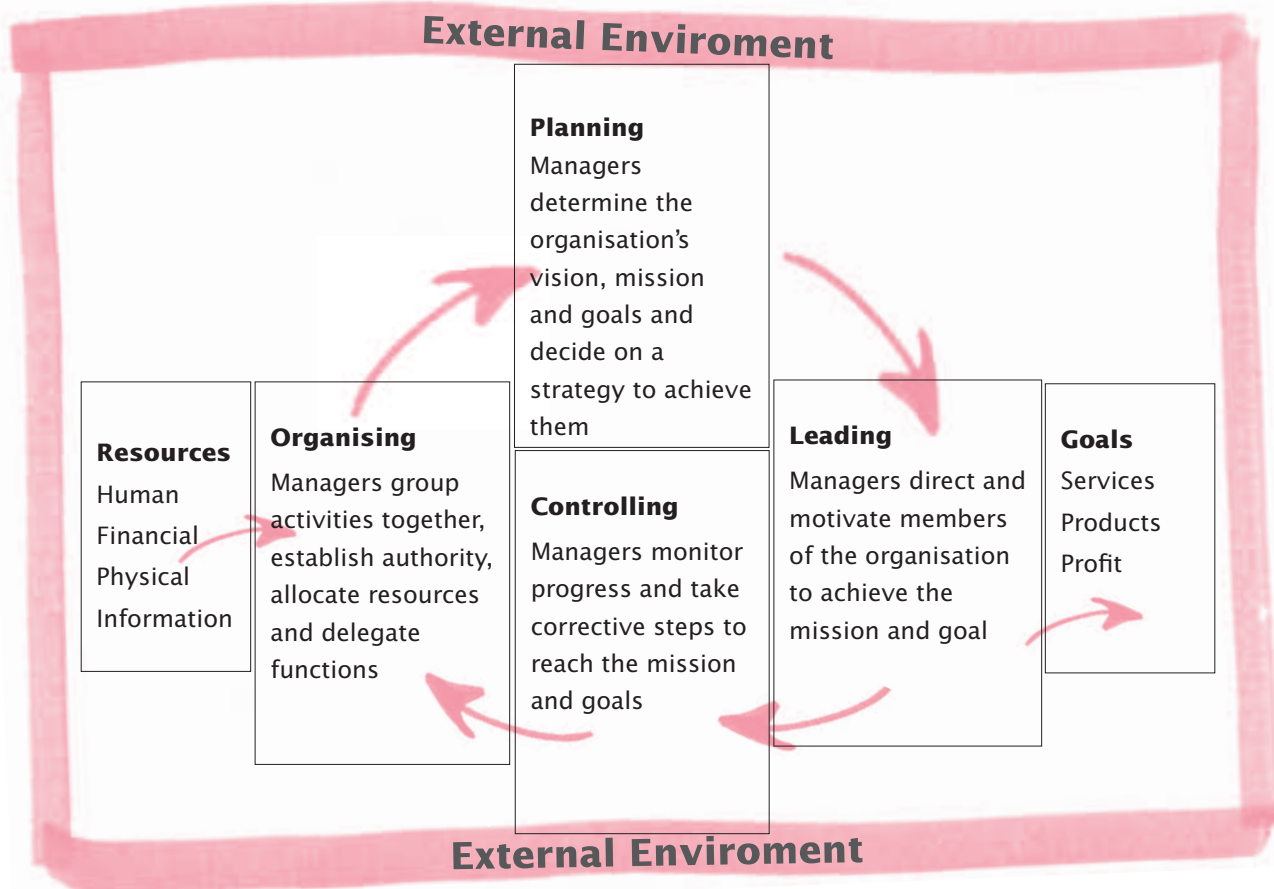 External Enviroment
Planning
Managers
determine the
organisation’s
vision, mission
and goals and
decide on a
strategy to achieve
them
Resources
Human
Financial
Physical
Information
Organising
Managers group
activities together,
establish authority,
allocate resources
and delegate
functions
Controlling
Managers monitor
progress and take
corrective steps to
reach the mission
and goals
Leading
Managers direct and
motivate members
of the organisation
to achieve the
mission and goal
Goals
Services
Products
Profit
External Enviroment